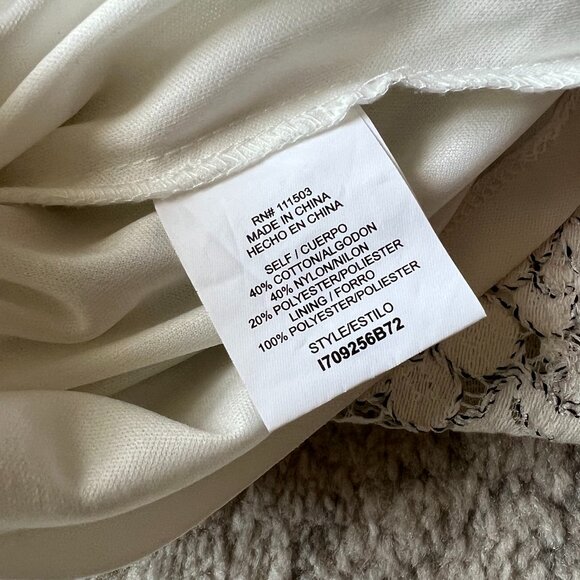 RN# 111503
MADE IN CHINA
HECHO EN CHINA
SELF / CUERPO
40% COTTON/ALGODON
40% NYLON/NILON
20% POLYESTER/POLIESTER
LINING / FORRO
100% POLYESTER/POLIESTER
STYLE/ESTILO
I709256B72